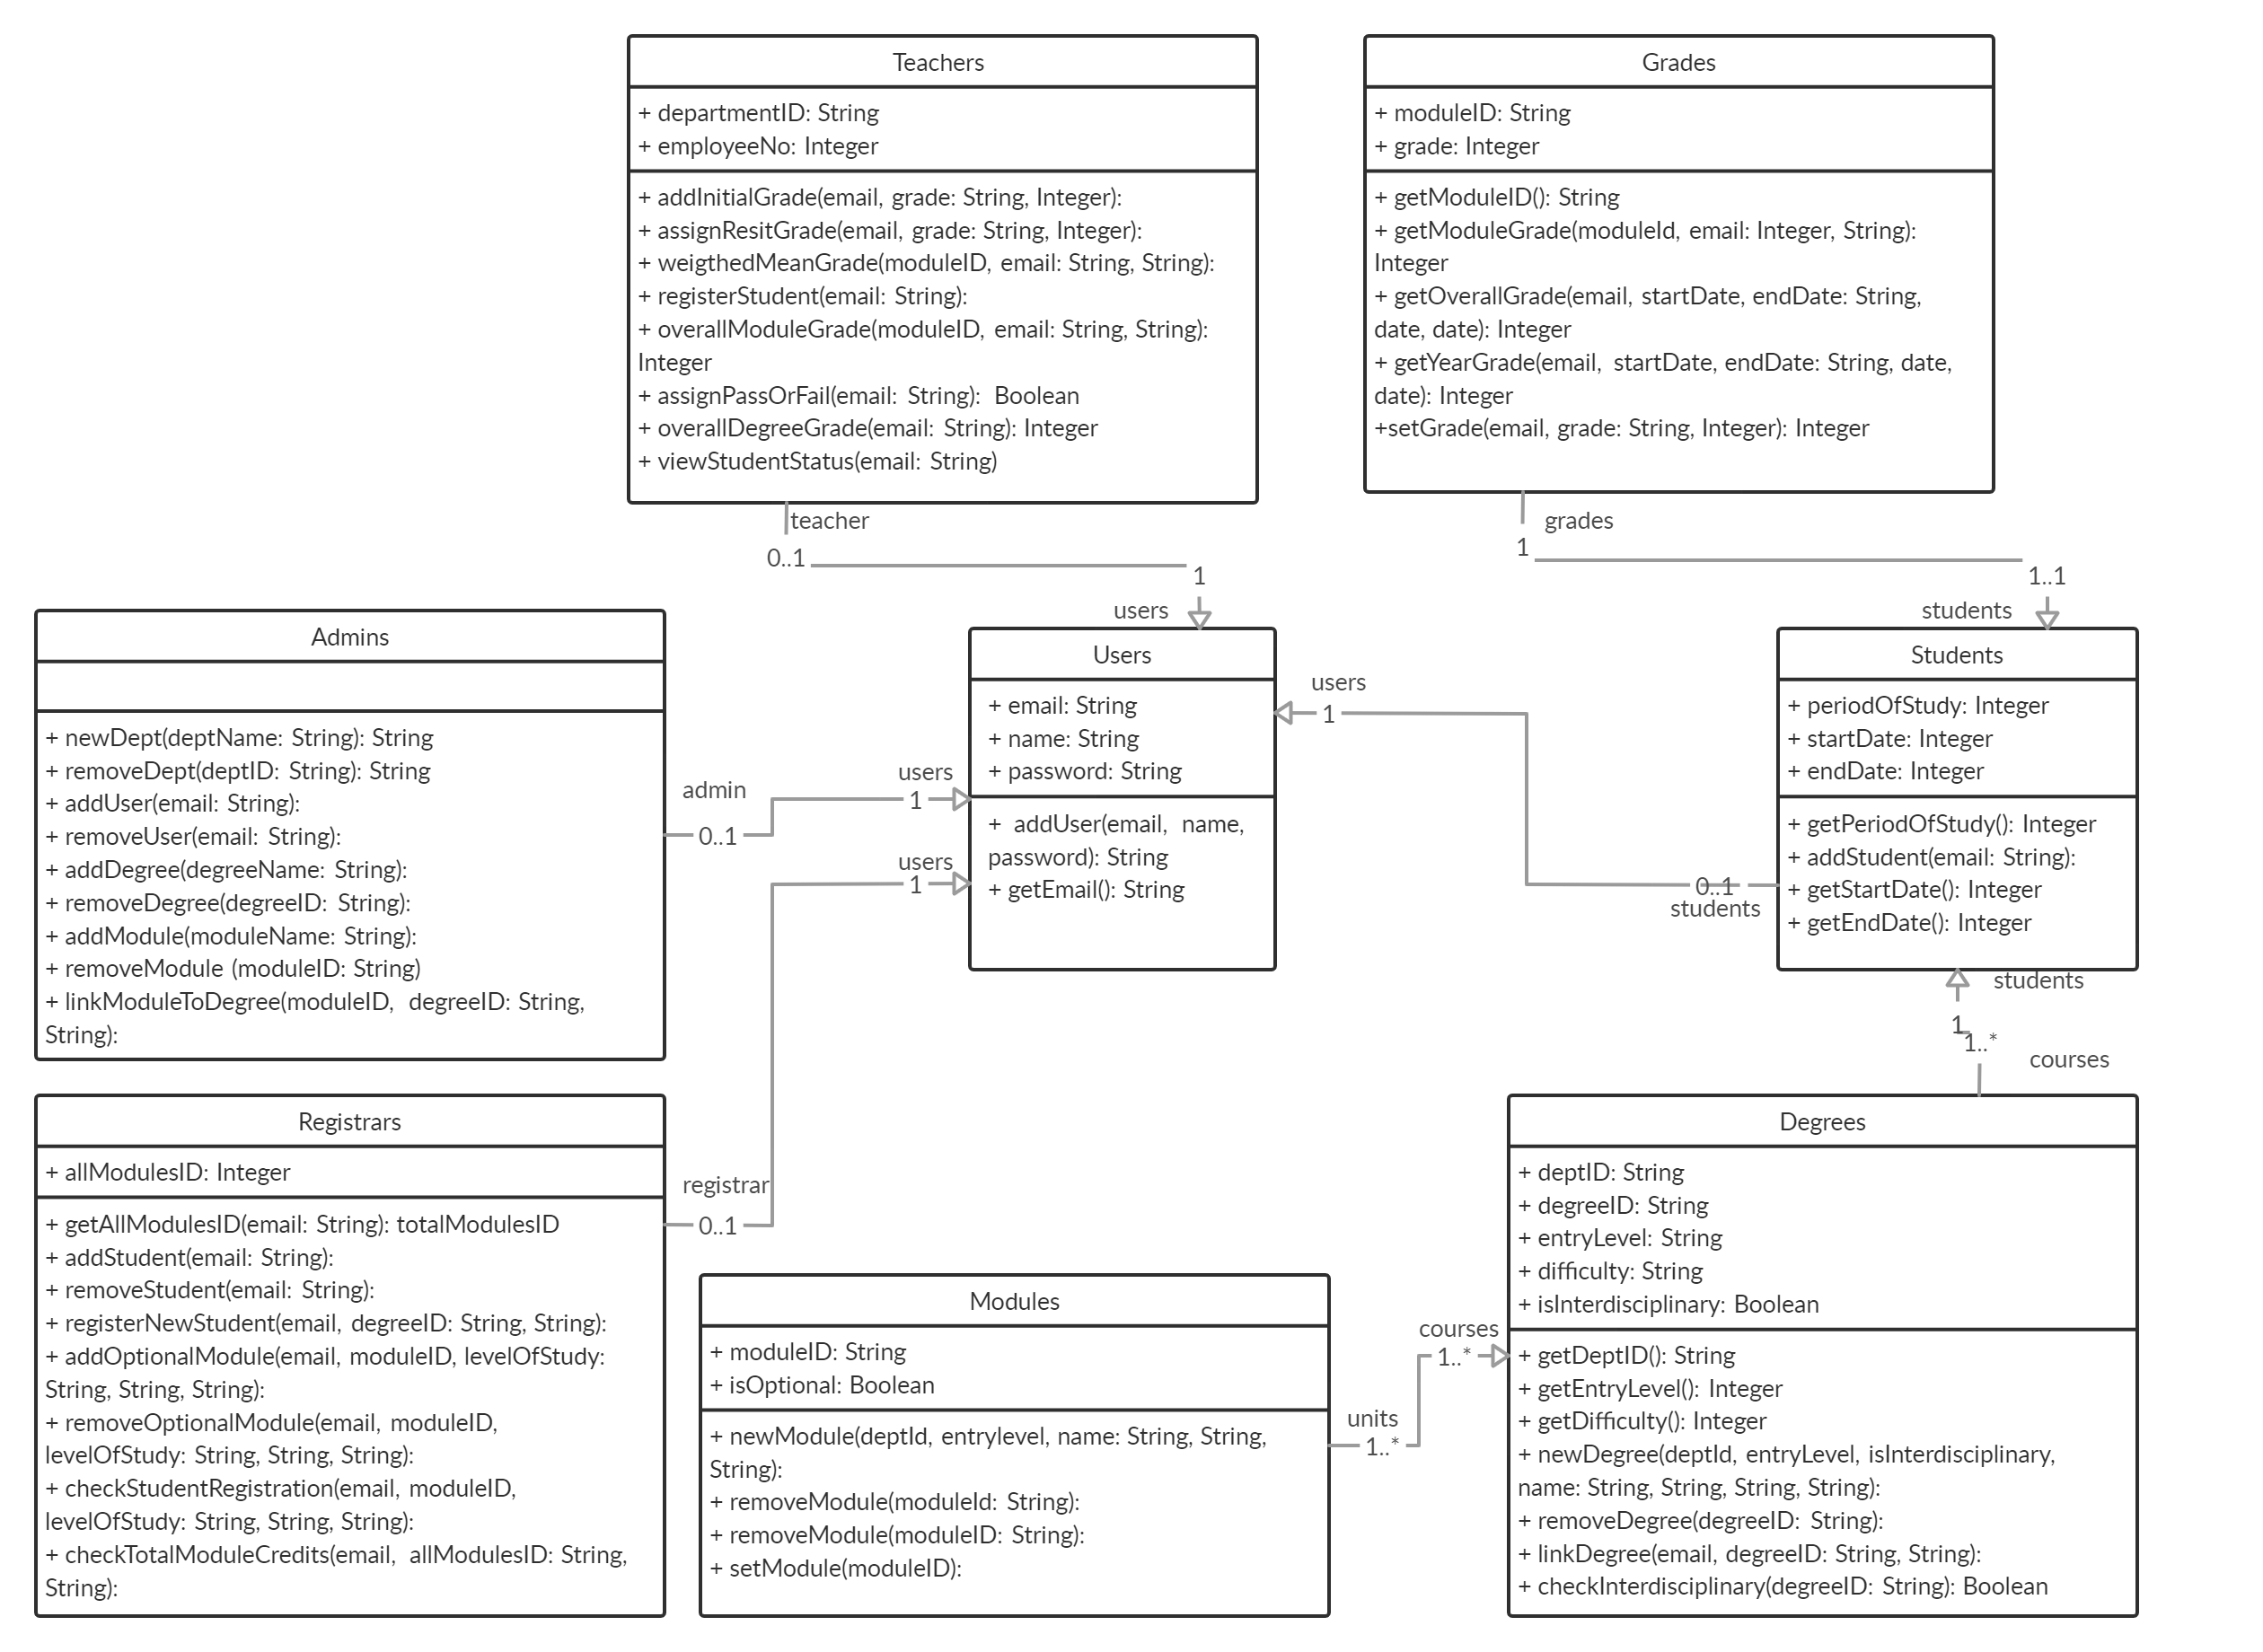 Teachers
+ departmentID: String
+ employeeNo: Integer
+ addInitialGrade(email, grade: String, Integer):
+ assignResitGrade(email, grade: String, Integer):
+ weigthedMeanGrade(moduleID, email: String, String):
+ registerStudent(email: String):
+ overallModuleGrade(moduleID, email: String, String):
Integer
+ assignPassOrFail(email: String): Boolean
+ overallDegreeGrade(email: String): Integer
+ viewStudentStatus(email: String)
teacher
0..1
1
users
Grades
+ moduleID: String
+ grade: Integer
+ getModuleID(): String
+ getModuleGrade(moduleId, email: Integer, String):
Integer
+ getOverallGrade(email, startDate, endDate: String,
date, date): Integer
+ getYearGrade(email, startDate, endDate: String, date,
date): Integer
+setGrade(email, grade: String, Integer): Integer
grades
1
1..1
students
Admins
+ newDept(deptName: String): String
+ removeDept(deptID: String): String
+ addUser(email: String):
+ removeUser(email: String):
+ addDegree(degreeName: String):
+ removeDegree(degreeID: String):
+ addModule(moduleName: String):
+ removeModule (moduleID: String)
+ linkModuleToDegree(moduleID, degreeID: String,
String):
admin
0..1
users
1
users
1
Users
+ email: String
+ name: String
+ password: String
+ addUser(email, name,
password): String
+ getEmail(): String
users
1
0..1
students
Students
+ periodOfStudy: Integer
+ startDate: Integer
+ endDate: Integer
+ getPeriodOfStudy(): Integer
+ addStudent(email: String):
+ getStartDate(): Integer
+ getEndDate(): Integer
students
1
1..*
courses
Registrars
+ allModulesID: Integer
+ getAllModulesID(email: String): totalModulesID
+ addStudent(email: String):
+ removeStudent(email: String):
+ registerNewStudent(email, degreeID: String, String):
+ addOptionalModule(email, moduleID, levelOfStudy:
String, String, String):
+ removeOptionalModule(email, moduleID,
levelOfStudy: String, String, String):
+ checkStudentRegistration(email, moduleID,
levelOfStudy: String, String, String):
+ checkTotalModuleCredits(email, allModulesID: String,
String):
registrar
0..1
Modules
+ moduleID: String
+ isOptional: Boolean
+ newModule(deptId, entrylevel, name: String, String,
String):
+ removeModule(moduleId: String):
+ removeModule(moduleID: String):
+ setModule(moduleID):
units
1..*
courses
1..*
Degrees
+ deptID: String
+ degreeID: String
+ entryLevel: String
+ difficulty: String
+ isInterdisciplinary: Boolean
+ getDeptID(): String
+ getEntryLevel(): Integer
+ getDifficulty(): Integer
+ newDegree(deptId, entryLevel, isInterdisciplinary,
name: String, String, String, String):
+ removeDegree(degreeID: String):
+ linkDegree(email, degreeID: String, String):
+ checkInterdisciplinary(degreeID: String): Boolean